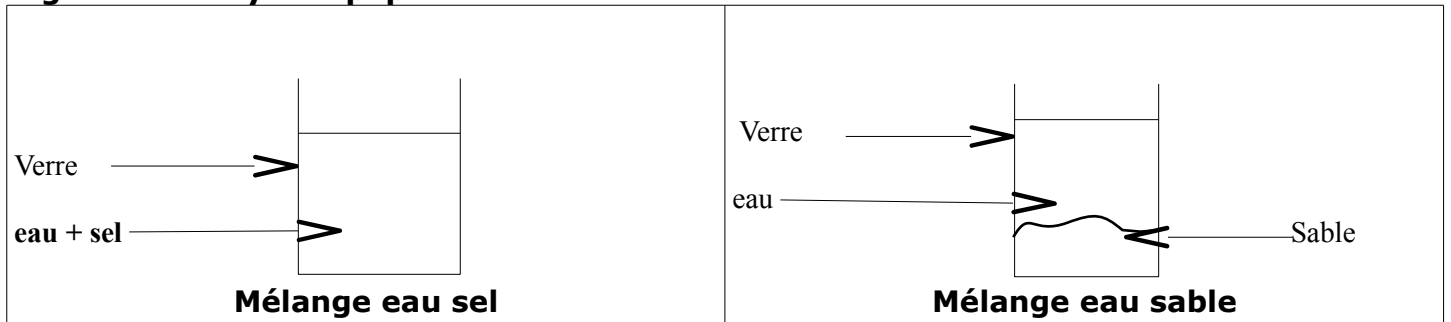 Verre
eau + sel
Mélange eau sel
Verre
eau
Sable
Mélange eau sable